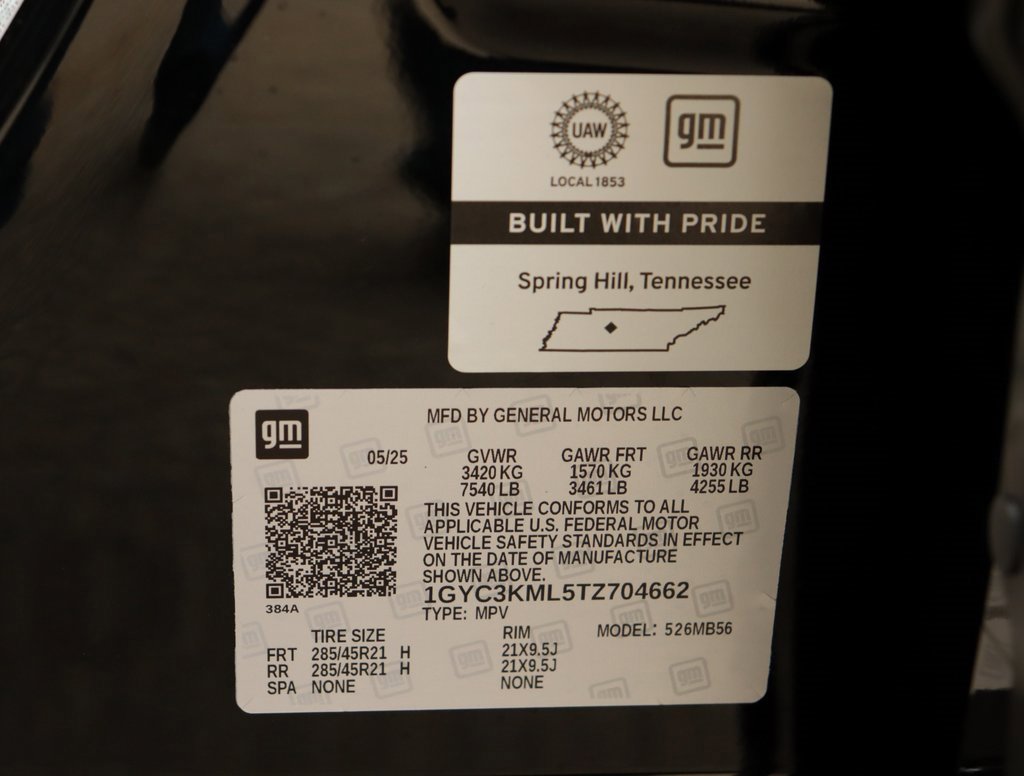 UAW
gm
LOCAL 1853
BUILT WITH PRIDE
Spring Hill, Tennessee
gm
MFD BY GENERAL MOTORS LLC
05/25 GVWR GAWR FRT GAWR RR
3420 KG 1570 KG 1930 KG
7540 LB 3461 LB 4255 LB
THIS VEHICLE CONFORMS TO ALL
APPLICABLE U.S. FEDERAL MOTOR
VEHICLE SAFETY STANDARDS IN EFFECT
ON THE DATE OF MANUFACTURE
SHOWN ABOVE.
1GYC3KML5TZ704662
384A
TYPE: MPV
TIRE SIZE RIM MODEL: 526MB56
FRT 285/45R21 H 21X9.5J
RR 285/45R21 H 21X9.5J
SPA NONE NONE